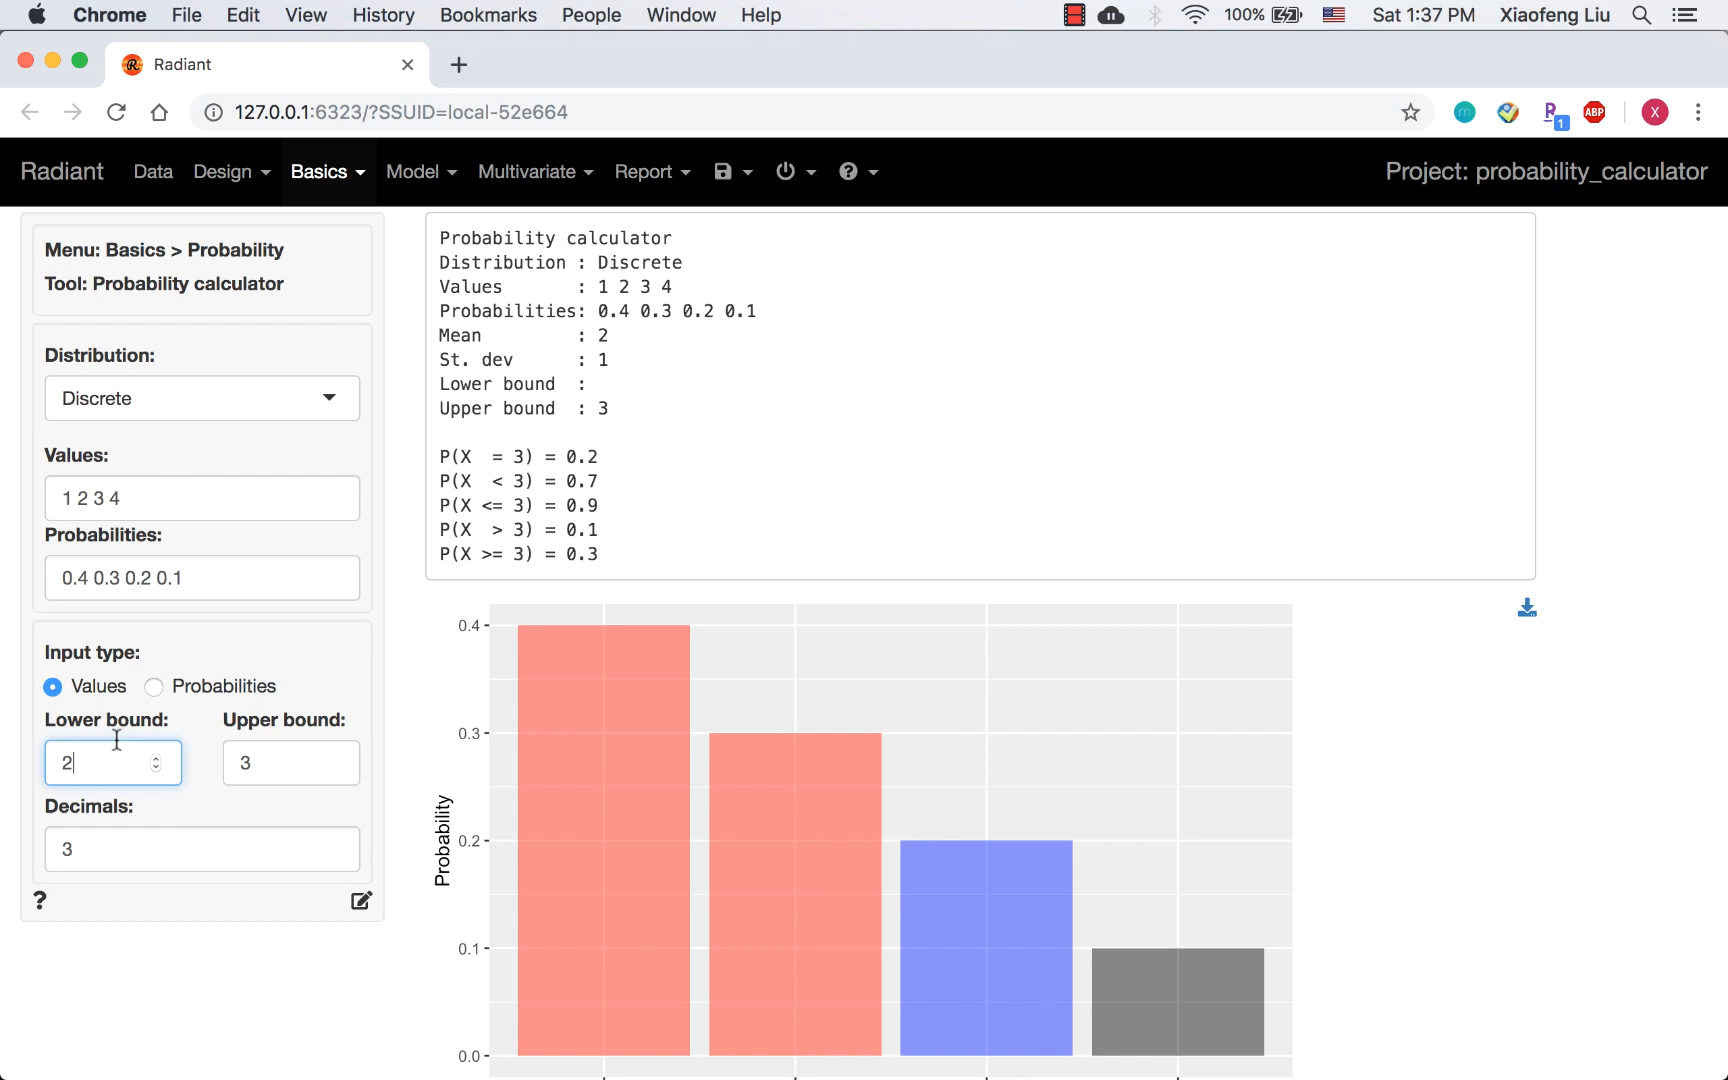 Chrome File Edit View History Bookmarks People Window Help 100% Sat 1:37 PM Xiaofeng Liu
Radiant
127.0.0.1:6323/?SSUID=local-52e664
m 1 ABP X
Radiant Data Design Basics Model Multivariate Report Project: probability_calculator
Menu: Basics > Probability
Tool: Probability calculator
Distribution:
Discrete
Values:
1 2 3 4
Probabilities:
0.4 0.3 0.2 0.1
Input type:
Values Probabilities
Lower bound: Upper bound:
2 3
Decimals:
3
?
Probability calculator
Distribution : Discrete
Values : 1 2 3 4
Probabilities: 0.4 0.3 0.2 0.1
Mean : 2
St. dev : 1
Lower bound :
Upper bound : 3
P(X = 3) = 0.2
P(X < 3) = 0.7
P(X <= 3) = 0.9
P(X > 3) = 0.1
P(X >= 3) = 0.3
0.4
0.3
0.2
0.1
0.0
Probability